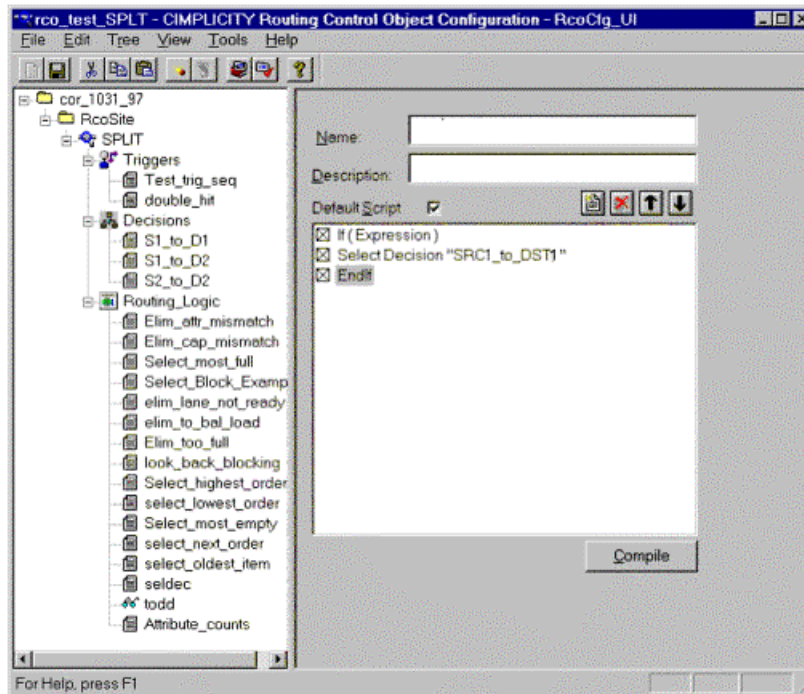 rco_test_SPLT - CIMPLICITY Routing Control Object Configuration - RcoCfg_UI
File Edit Tree View Tools Help
cor_1031_97
RcoSite
SPLIT
Triggers
Test_trig_seq
double_hit
Decisions
S1_to_D1
S1_to_D2
S2_to_D2
Routing_Logic
Elim_attr_mismatch
Elim_cap_mismatch
Select_most_full
Select_Block_Examp
elim_lane_not_ready
elim_to_bal_load
Elim_too_full
look_back_blocking
Select_highest_order
select_lowest_order
Select_most_empty
select_next_order
select_oldest_item
seldec
todd
Attribute_counts
Name:
Description:
Default Script
If ( Expression )
Select Decision "SRC1_to_DST1"
EndIf
Compile
For Help, press F1